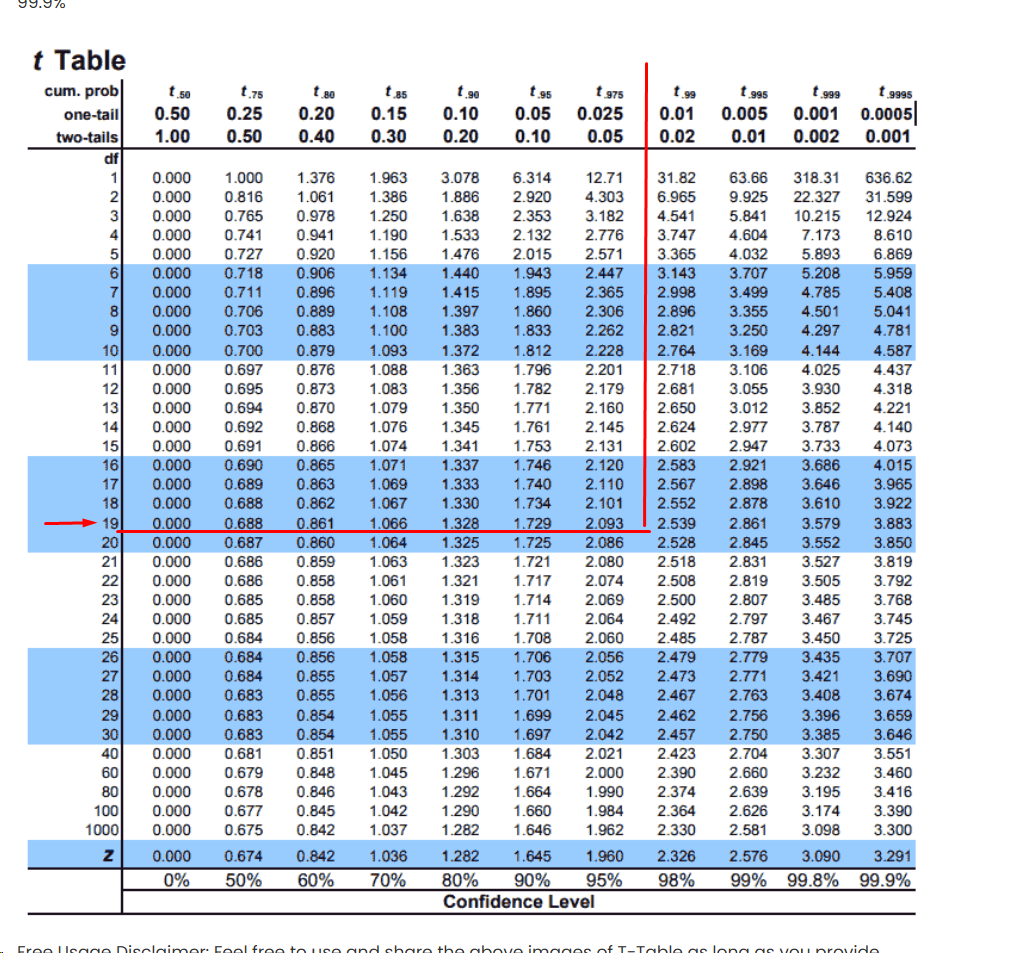 99.9%
t Table
cum. prob t.50 t.75 t.80 t.85 t.90 t.95 t.975 t.99 t.995 t.999 t.9995
one-tail 0.50 0.25 0.20 0.15 0.10 0.05 0.025 0.01 0.005 0.001 0.0005
two-tails 1.00 0.50 0.40 0.30 0.20 0.10 0.05 0.02 0.01 0.002 0.001
df
1 0.000 1.000 1.376 1.963 3.078 6.314 12.71 31.82 63.66 318.31 636.62
2 0.000 0.816 1.061 1.386 1.886 2.920 4.303 6.965 9.925 22.327 31.599
3 0.000 0.765 0.978 1.250 1.638 2.353 3.182 4.541 5.841 10.215 12.924
4 0.000 0.741 0.941 1.190 1.533 2.132 2.776 3.747 4.604 7.173 8.610
5 0.000 0.727 0.920 1.156 1.476 2.015 2.571 3.365 4.032 5.893 6.869
6 0.000 0.718 0.906 1.134 1.440 1.943 2.447 3.143 3.707 5.208 5.959
7 0.000 0.711 0.896 1.119 1.415 1.895 2.365 2.998 3.499 4.785 5.408
8 0.000 0.706 0.889 1.108 1.397 1.860 2.306 2.896 3.355 4.501 5.041
9 0.000 0.703 0.883 1.100 1.383 1.833 2.262 2.821 3.250 4.297 4.781
10 0.000 0.700 0.879 1.093 1.372 1.812 2.228 2.764 3.169 4.144 4.587
11 0.000 0.697 0.876 1.088 1.363 1.796 2.201 2.718 3.106 4.025 4.437
12 0.000 0.695 0.873 1.083 1.356 1.782 2.179 2.681 3.055 3.930 4.318
13 0.000 0.694 0.870 1.079 1.350 1.771 2.160 2.650 3.012 3.852 4.221
14 0.000 0.692 0.868 1.076 1.345 1.761 2.145 2.624 2.977 3.787 4.140
15 0.000 0.691 0.866 1.074 1.341 1.753 2.131 2.602 2.947 3.733 4.073
16 0.000 0.690 0.865 1.071 1.337 1.746 2.120 2.583 2.921 3.686 4.015
17 0.000 0.689 0.863 1.069 1.333 1.740 2.110 2.567 2.898 3.646 3.965
18 0.000 0.688 0.862 1.067 1.330 1.734 2.101 2.552 2.878 3.610 3.922
19 0.000 0.688 0.861 1.066 1.328 1.729 2.093 2.539 2.861 3.579 3.883
20 0.000 0.687 0.860 1.064 1.325 1.725 2.086 2.528 2.845 3.552 3.850
21 0.000 0.686 0.859 1.063 1.323 1.721 2.080 2.518 2.831 3.527 3.819
22 0.000 0.686 0.858 1.061 1.321 1.717 2.074 2.508 2.819 3.505 3.792
23 0.000 0.685 0.858 1.060 1.319 1.714 2.069 2.500 2.807 3.485 3.768
24 0.000 0.685 0.857 1.059 1.318 1.711 2.064 2.492 2.797 3.467 3.745
25 0.000 0.684 0.856 1.058 1.316 1.708 2.060 2.485 2.787 3.450 3.725
26 0.000 0.684 0.856 1.058 1.315 1.706 2.056 2.479 2.779 3.435 3.707
27 0.000 0.684 0.855 1.057 1.314 1.703 2.052 2.473 2.771 3.421 3.690
28 0.000 0.683 0.855 1.056 1.313 1.701 2.048 2.467 2.763 3.408 3.674
29 0.000 0.683 0.854 1.055 1.311 1.699 2.045 2.462 2.756 3.396 3.659
30 0.000 0.683 0.854 1.055 1.310 1.697 2.042 2.457 2.750 3.385 3.646
40 0.000 0.681 0.851 1.050 1.303 1.684 2.021 2.423 2.704 3.307 3.551
60 0.000 0.679 0.848 1.045 1.296 1.671 2.000 2.390 2.660 3.232 3.460
80 0.000 0.678 0.846 1.043 1.292 1.664 1.990 2.374 2.639 3.195 3.416
100 0.000 0.677 0.845 1.042 1.290 1.660 1.984 2.364 2.626 3.174 3.390
1000 0.000 0.675 0.842 1.037 1.282 1.646 1.962 2.330 2.581 3.098 3.300
z 0.000 0.674 0.842 1.036 1.282 1.645 1.960 2.326 2.576 3.090 3.291
0% 50% 60% 70% 80% 90% 95% 98% 99% 99.8% 99.9%
Confidence Level
Free Usage Disclaimer: Feel free to use and share the above images of T-Table as long as you provide